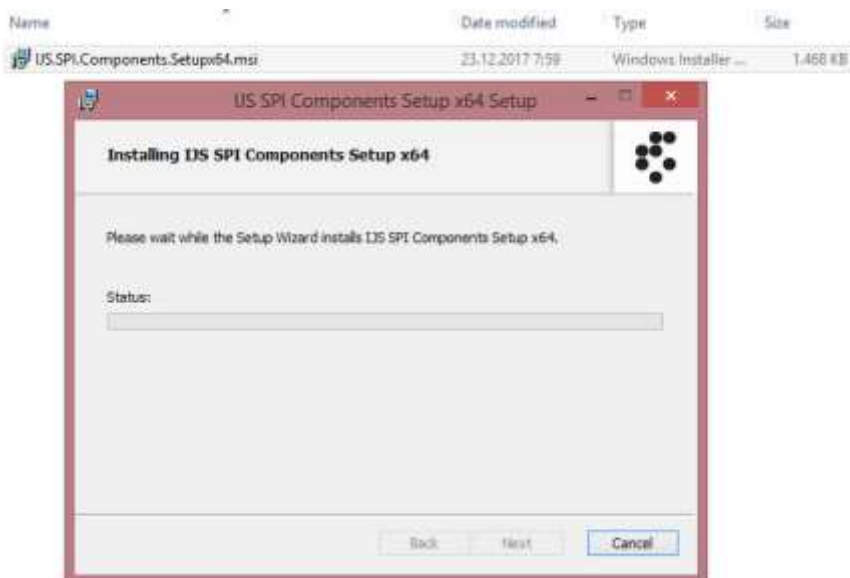 Name Date modified Type Size
IJS.SPI.Components.Setupx64.msi 23.12.2017 7:59 Windows Installer ... 1.468 KB
IJS SPI Components Setup x64 Setup
Installing IJS SPI Components Setup x64
Please wait while the Setup Wizard installs IJS SPI Components Setup x64.
Status:
Back Next Cancel